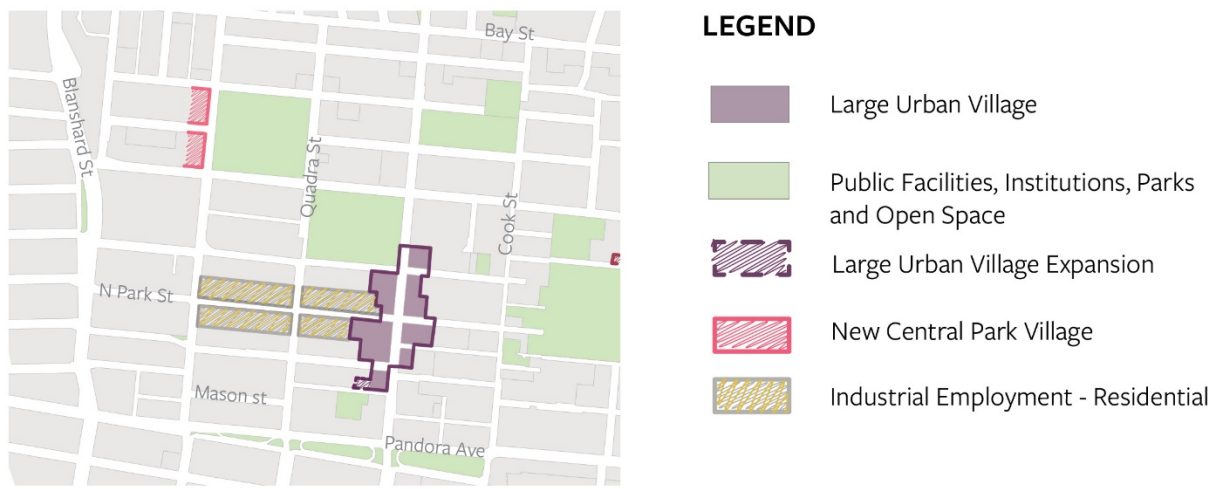 Bay St
Blanshard St
Quadra St
Cook St
N Park St
Mason st
Pandora Ave
LEGEND
Large Urban Village
Public Facilities, Institutions, Parks
and Open Space
Large Urban Village Expansion
New Central Park Village
Industrial Employment - Residential